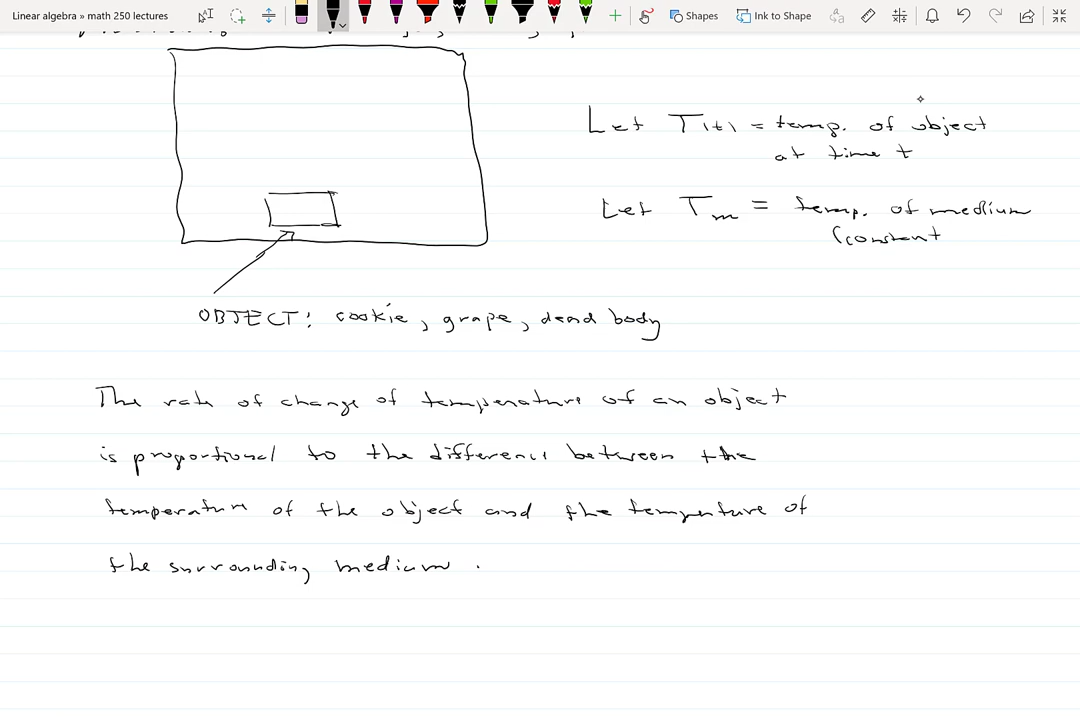 Linear algebra » math 250 lectures
Shapes
Ink to Shape
Let T(t) = temp. of object
at time t
Let Tm = temp. of medium
(constant
OBJECT: cookie, grape, dead body
The rate of change of temperature of an object
is proportional to the difference between the
temperature of the object and the temperture of
the surrounding medium.